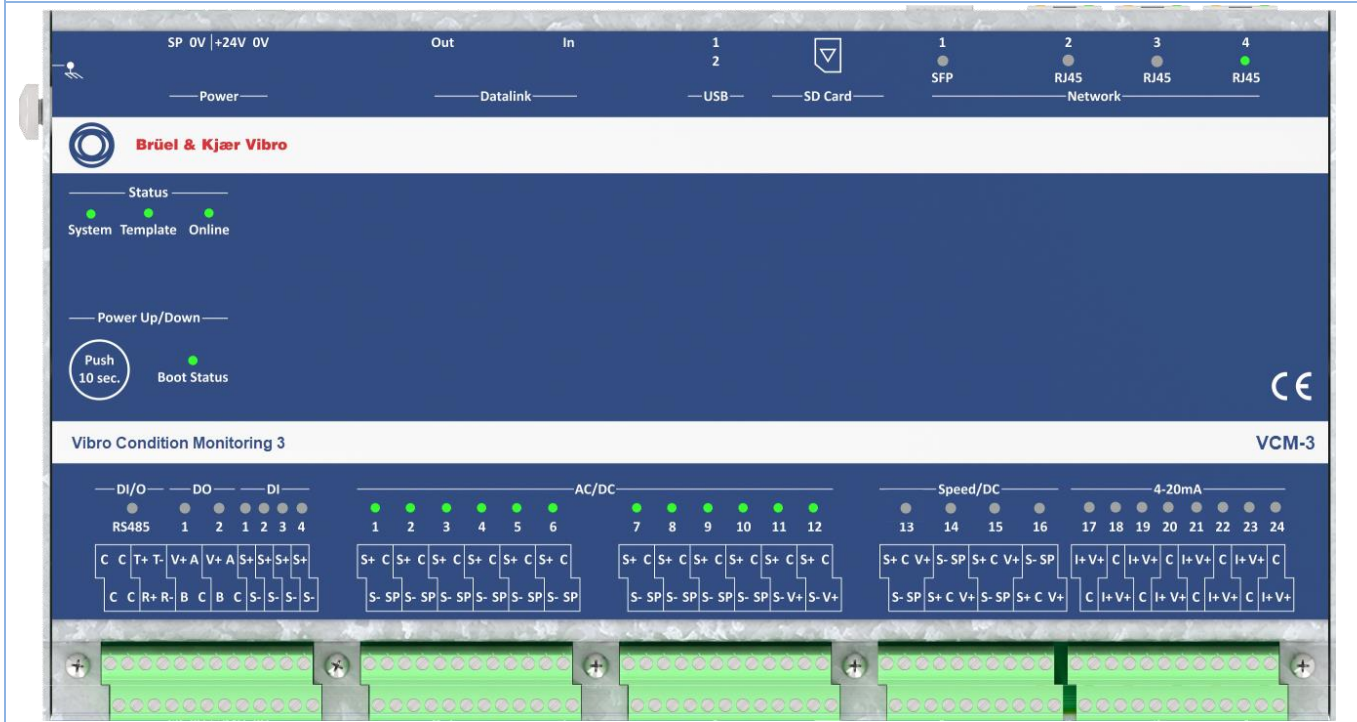 SP 0V +24V 0V Out In 1 1 2 3 4
2
SFP RJ45 RJ45 RJ45
Power Datalink USB SD Card Network
Brüel & Kjær Vibro
Status
System Template Online
Power Up/Down
Push
10 sec. Boot Status
CE
Vibro Condition Monitoring 3 VCM-3
DI/O DO DI AC/DC Speed/DC 4-20mA
RS485 1 2 1 2 3 4 1 2 3 4 5 6 7 8 9 10 11 12 13 14 15 16 17 18 19 20 21 22 23 24
C C T+ T- V+ A V+ A S+ S+ S+ S+ S+ C S+ C S+ C S+ C S+ C S+ C S+ C S+ C S+ C S+ C S+ C S+ C S+ C V+ S- SP S+ C V+ S- SP I+ V+ C I+ V+ C I+ V+ C I+ V+ C
C C R+ R- B C B C S- S- S- S- S- SP S- SP S- SP S- SP S- SP S- SP S- SP S- SP S- SP S- SP S- V+ S- V+ S- SP S+ C V+ S- SP S+ C V+ C I+ V+ C I+ V+ C I+ V+ C I+ V+